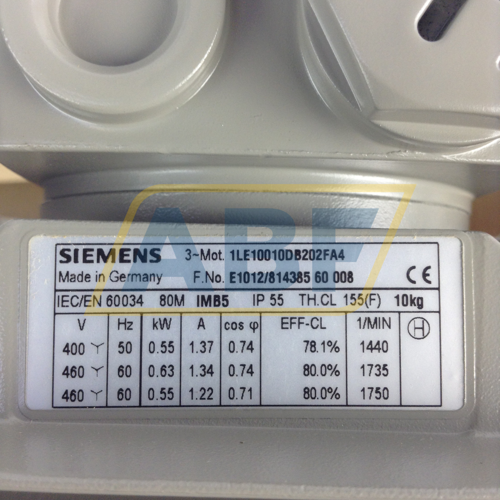 SIEMENS 3~Mot. 1LE10010DB202FA4
Made in Germany F.No. E1012/814385 60 008 CE
IEC/EN 60034 80M IMB5 IP 55 TH.CL 155(F) 10kg
V Hz kW A cos φ EFF-CL 1/MIN H
400 Y 50 0.55 1.37 0.74 78.1% 1440
460 Y 60 0.63 1.34 0.74 80.0% 1735
460 Y 60 0.55 1.22 0.71 80.0% 1750
ABF